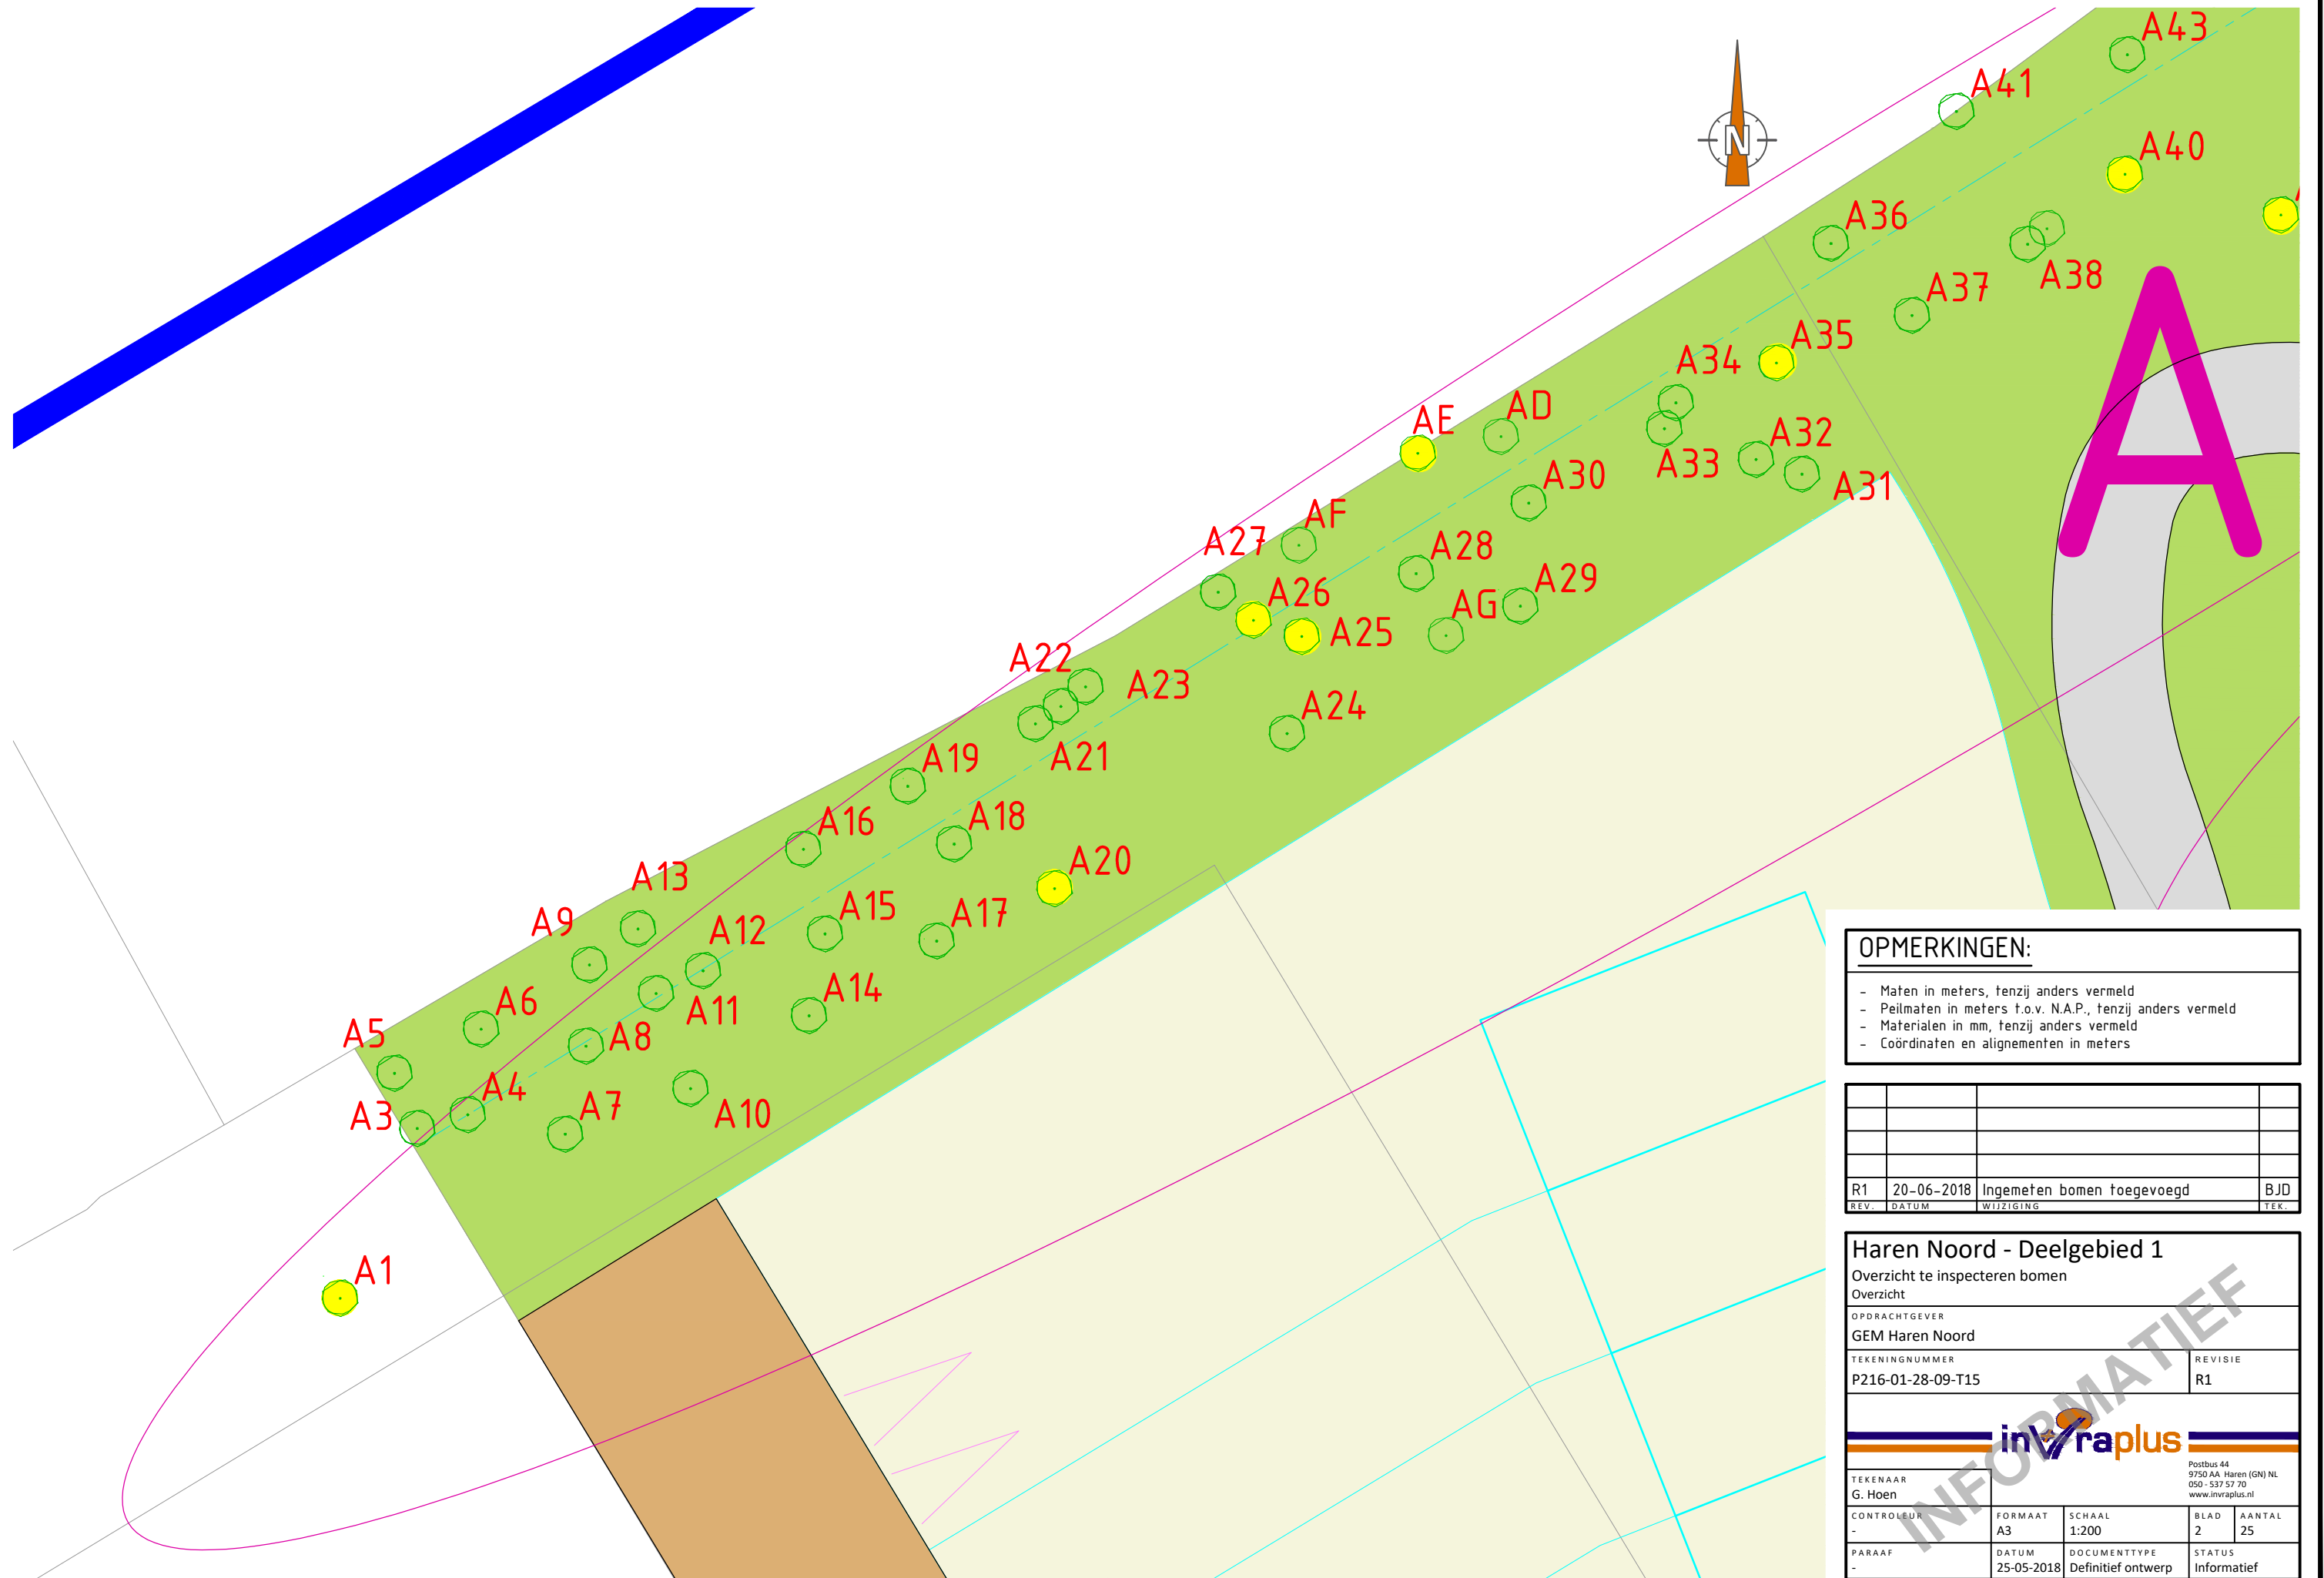 A43
A41
N
A40
A36
A38
A37
A35
A34
AE
AD
A32
A33
A30
A31
AF
A27
A28
A26
A29
AG
A25
A22
A23
A24
A21
A19
A16
A18
A20
A13
A15
A17
A9
A12
A14
A6
A11
A5
A8
A4
A7
A3
A10
A1
A
OPMERKINGEN:
- Maten in meters, tenzij anders vermeld
- Peilmaten in meters t.o.v. N.A.P., tenzij anders vermeld
- Materialen in mm, tenzij anders vermeld
- Coördinaten en alignementen in meters
R1 20-06-2018 Ingemeten bomen toegevoegd BJD
REV. DATUM WIJZIGING TEK.
Haren Noord - Deelgebied 1
Overzicht te inspecteren bomen
Overzicht
OPDRACHTGEVER
GEM Haren Noord
TEKENINGNUMMER REVISIE
P216-01-28-09-T15 R1
invraplus
Postbus 44
9750 AA Haren (GN) NL
050 - 537 57 70
www.invraplus.nl
TEKENAAR
G. Hoen
CONTROLEUR FORMAAT SCHAAL BLAD AANTAL
- A3 1:200 2 25
PARAAF DATUM DOCUMENTTYPE STATUS
- 25-05-2018 Definitief ontwerp Informatief
INFORMATIEF